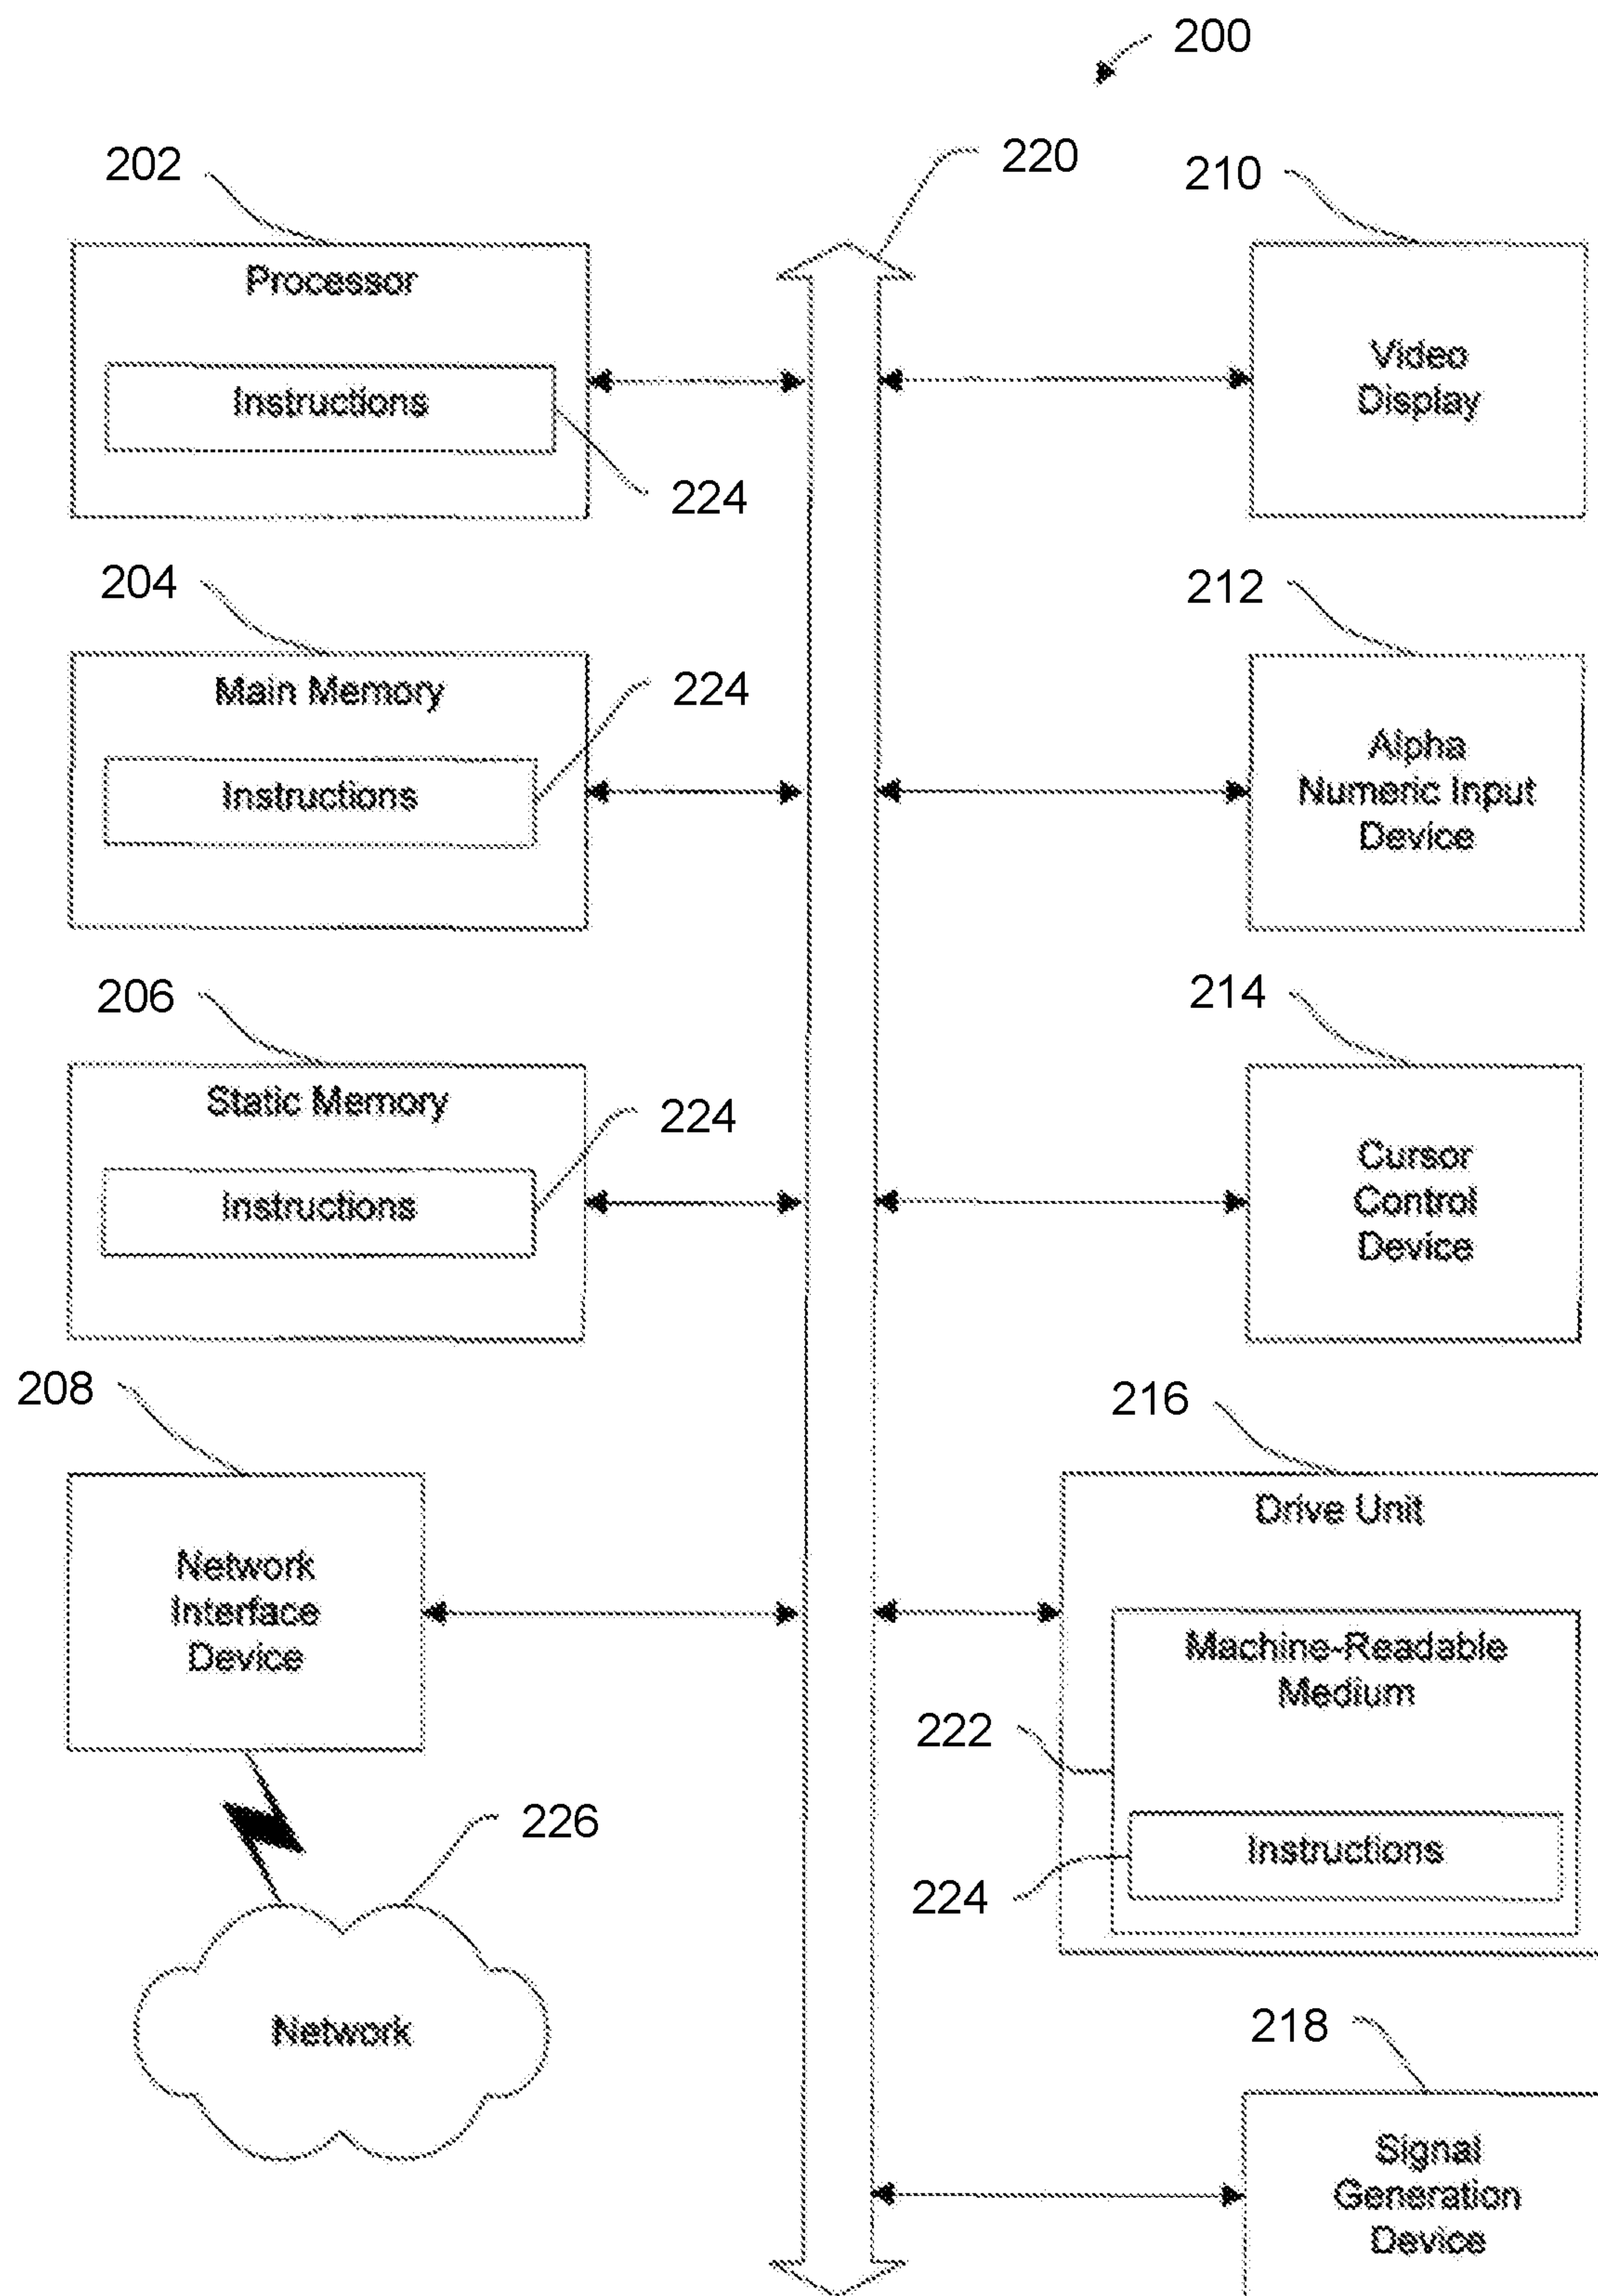 200
220
202
Processor
Instructions
224
204
Main Memory
224
Instructions
206
Static Memory
224
Instructions
208
Network
Interface
Device
226
Network
210
Video
Display
212
Alpha
Numeric Input
Device
214
Cursor
Control
Device
216
Drive Unit
Machine-Readable
Medium
222
Instructions
224
218
Signal
Generation
Device